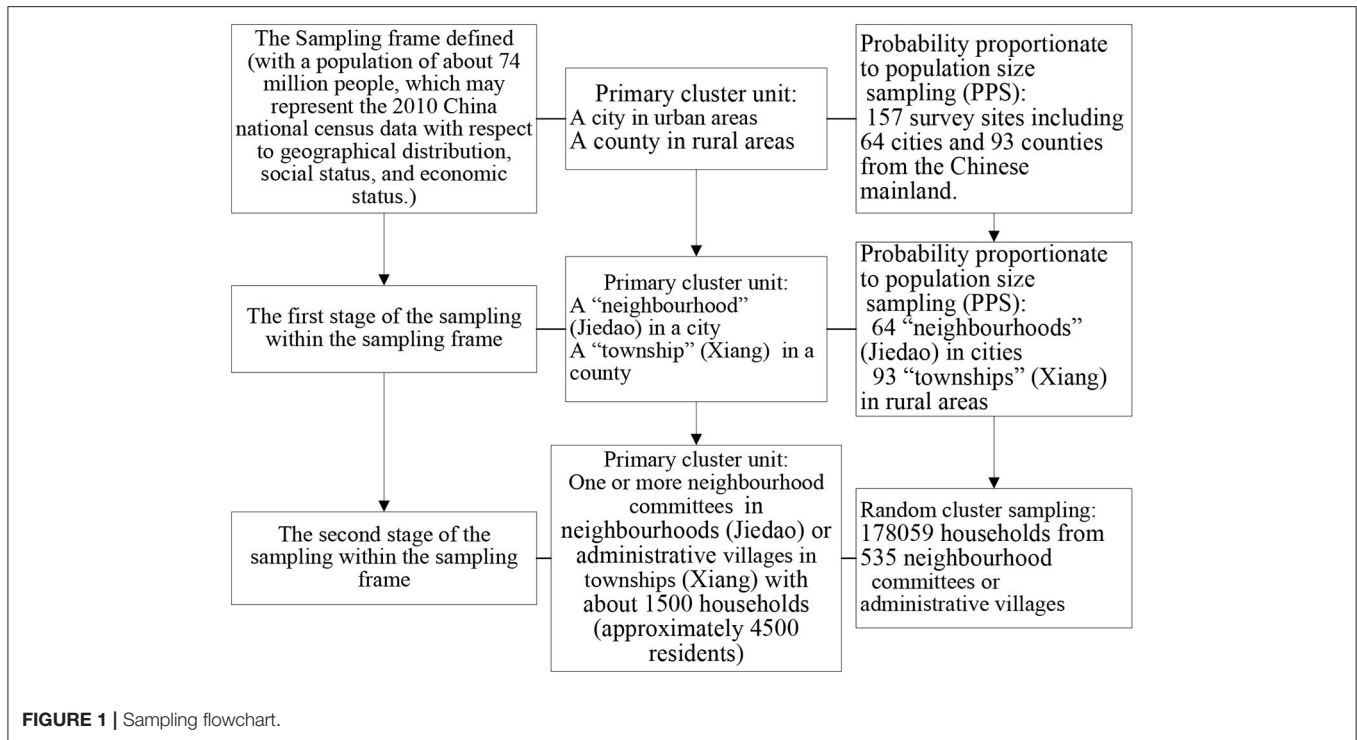 The Sampling frame defined
(with a population of about 74
million people, which may
represent the 2010 China
national census data with respect
to geographical distribution,
social status, and economic
status.)
Primary cluster unit:
A city in urban areas
A county in rural areas
Probability proportionate
to population size
sampling (PPS):
157 survey sites including
64 cities and 93 counties
from the Chinese
mainland.
The first stage of the sampling
within the sampling frame
Primary cluster unit:
A “neighbourhood”
(Jiedao) in a city
A “township” (Xiang) in a
county
Probability proportionate
to population size
sampling (PPS):
64 “neighbourhoods”
(Jiedao) in cities
93 “townships” (Xiang)
in rural areas
The second stage of the
sampling within the sampling
frame
Primary cluster unit:
One or more neighbourhood
committees in
neighbourhoods (Jiedao) or
administrative villages in
townships (Xiang) with
about 1500 households
(approximately 4500
residents)
Random cluster sampling:
178059 households from
535 neighbourhood
committees or
administrative villages
FIGURE 1 | Sampling flowchart.